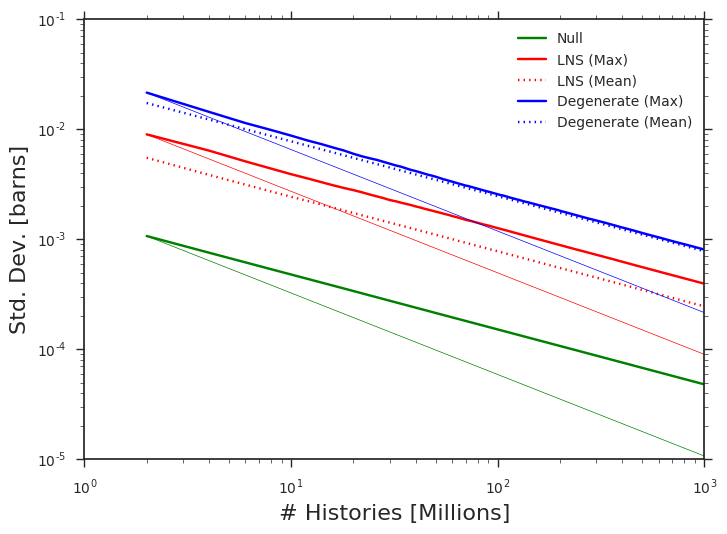 10^-1
10^-2
10^-3
10^-4
10^-5
Std. Dev. [barns]
Null
LNS (Max)
LNS (Mean)
Degenerate (Max)
Degenerate (Mean)
10^0 10^1 10^2 10^3
# Histories [Millions]